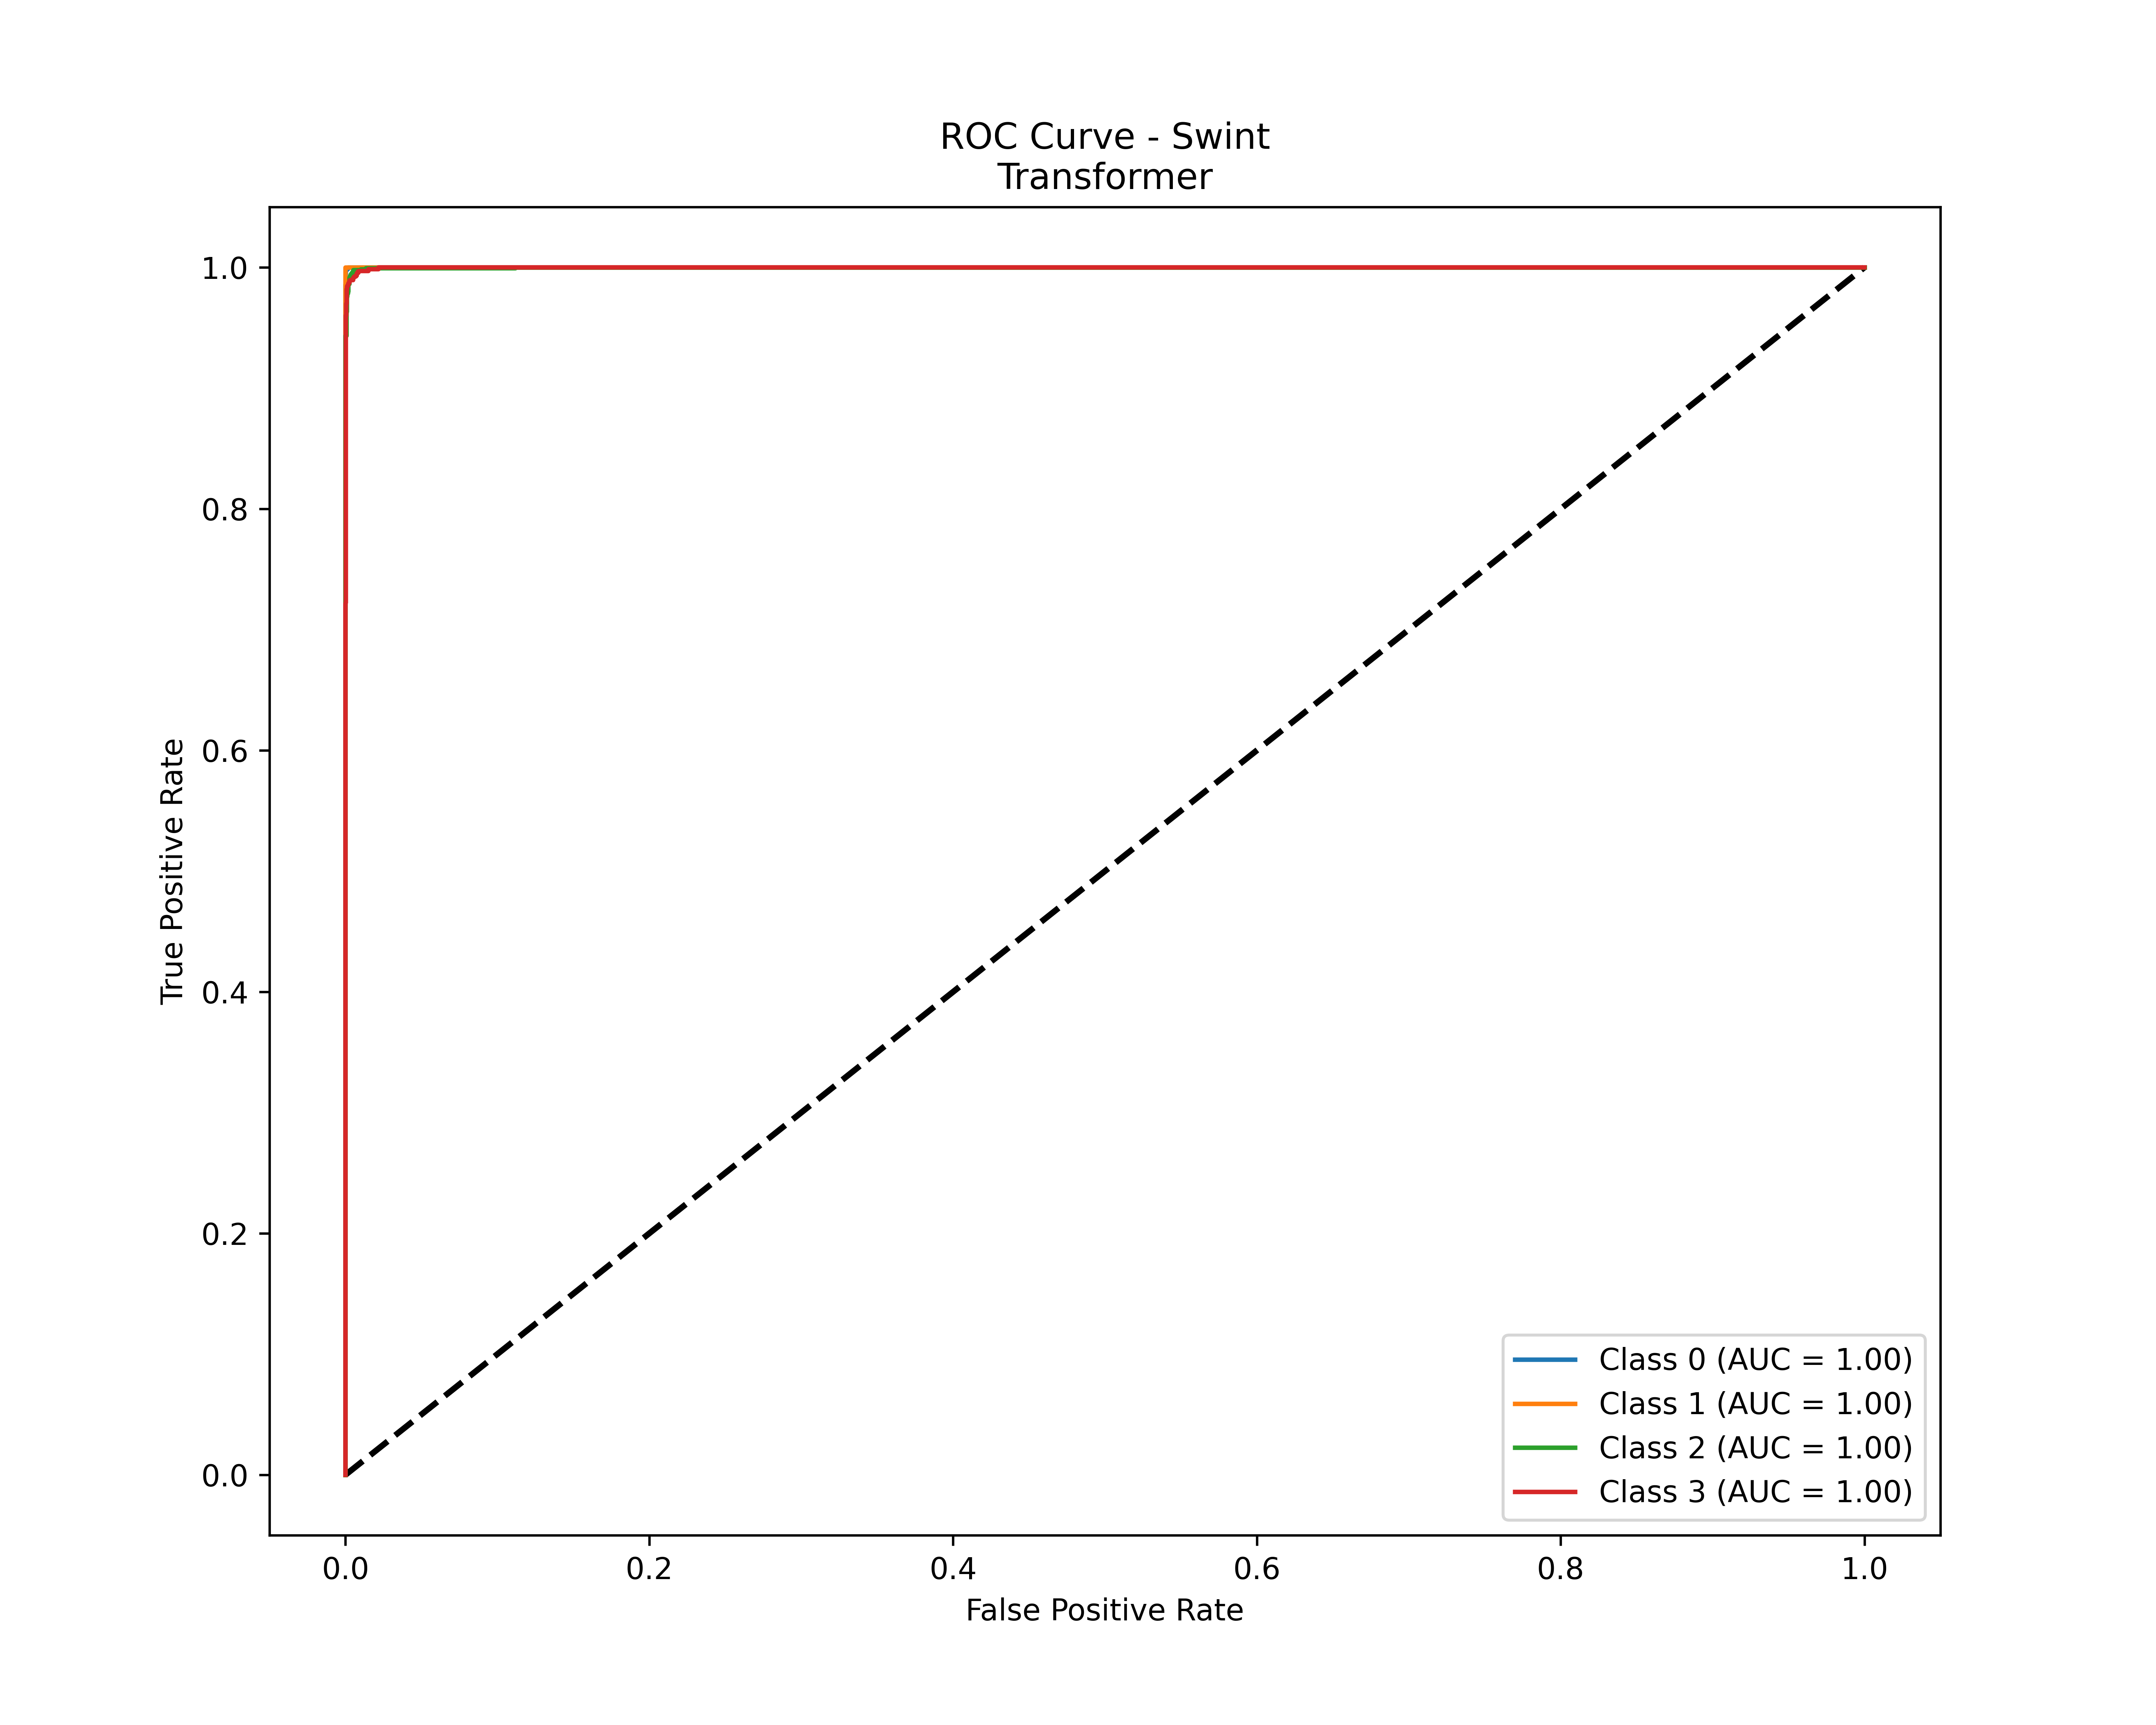 ROC Curve - Swint
Transformer
True Positive Rate
1.0
0.8
0.6
0.4
0.2
0.0
0.0 0.2 0.4 0.6 0.8 1.0
False Positive Rate
Class 0 (AUC = 1.00)
Class 1 (AUC = 1.00)
Class 2 (AUC = 1.00)
Class 3 (AUC = 1.00)